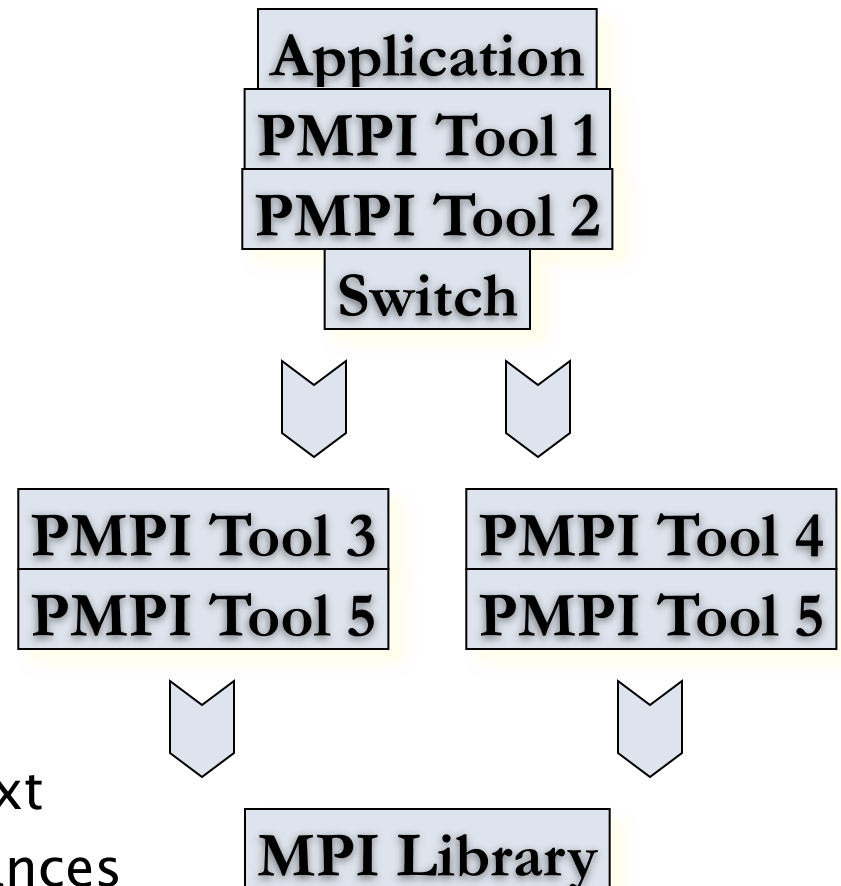 Application
PMPI Tool 1
PMPI Tool 2
Switch
PMPI Tool 3
PMPI Tool 4
PMPI Tool 5
PMPI Tool 5
MPI Library